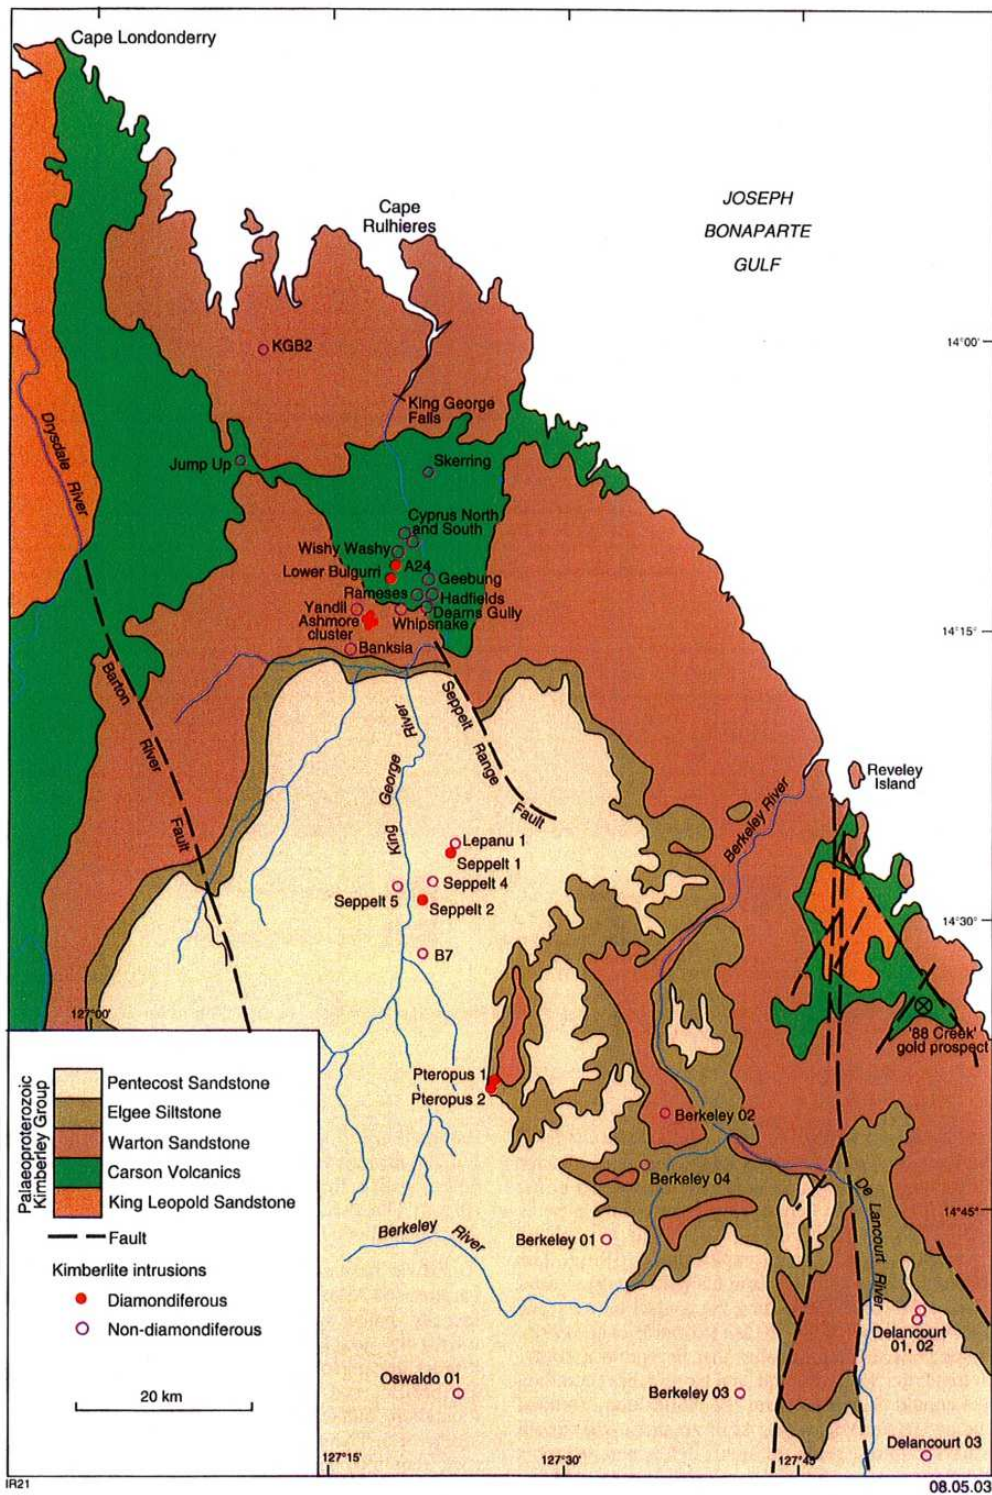 Cape Londonderry
Cape
Rulhieres
JOSEPH
BONAPARTE
GULF
KGB2
14°00'
King George
Falls
Drysdale River
Jump Up
Skerring
Cyprus North
and South
Wishy Washy
A24
Lower Bulgurri
Geebung
Rameses
Hadfields
Yandil
Dearns Gully
Ashmore
cluster
Whipsnake
14°15'
Banksia
Barton River Fault
Seppelt Range Fault
King George River
Reveley
Island
Berkeley River
Lepanu 1
Seppelt 1
Seppelt 4
Seppelt 5
Seppelt 2
14°30'
B7
127°00'
'88 Creek'
gold prospect
Pteropus 1
Pteropus 2
Berkeley 02
Palaeoproterozoic
Kimberley Group
Pentecost Sandstone
Elgee Siltstone
Warton Sandstone
Carson Volcanics
King Leopold Sandstone
Fault
Kimberlite intrusions
Diamondiferous
Non-diamondiferous
20 km
Berkeley 04
De Lancourt River
14°45'
Berkeley River
Berkeley 01
Delancourt
01, 02
Oswaldo 01
Berkeley 03
Delancourt 03
127°15'
127°30'
127°45'
IR21
08.05.03